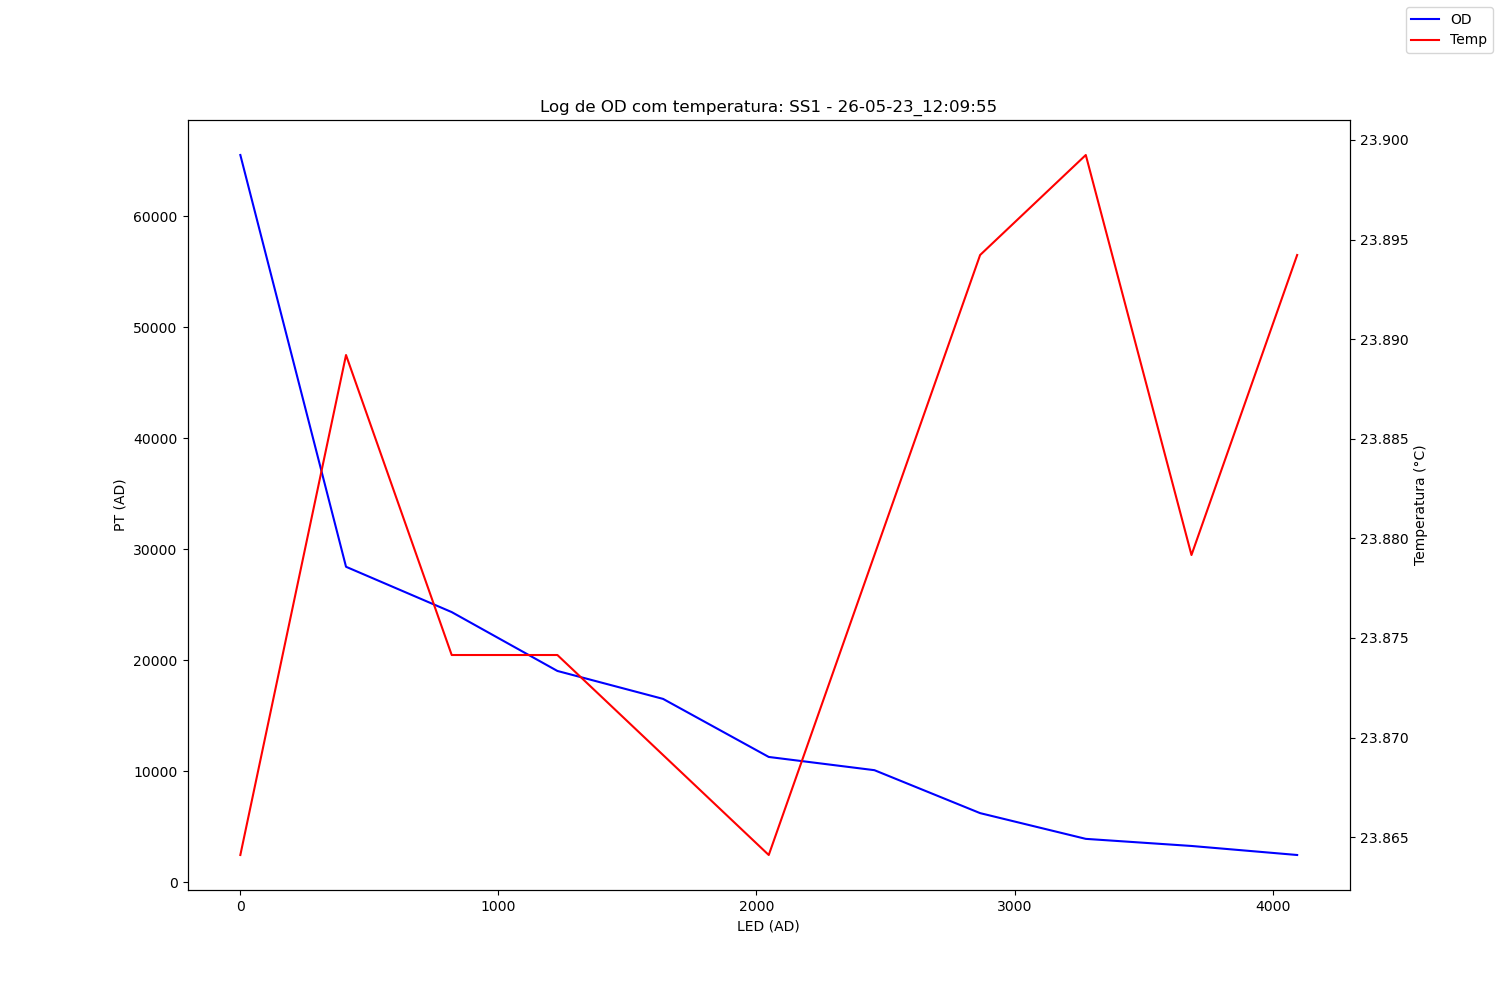 OD
Temp
Log de OD com temperatura: SS1 - 26-05-23_12:09:55
60000
50000
40000
30000
20000
10000
0
PT (AD)
23.900
23.895
23.890
23.885
23.880
23.875
23.870
23.865
Temperatura (°C)
0 1000 2000 3000 4000
LED (AD)